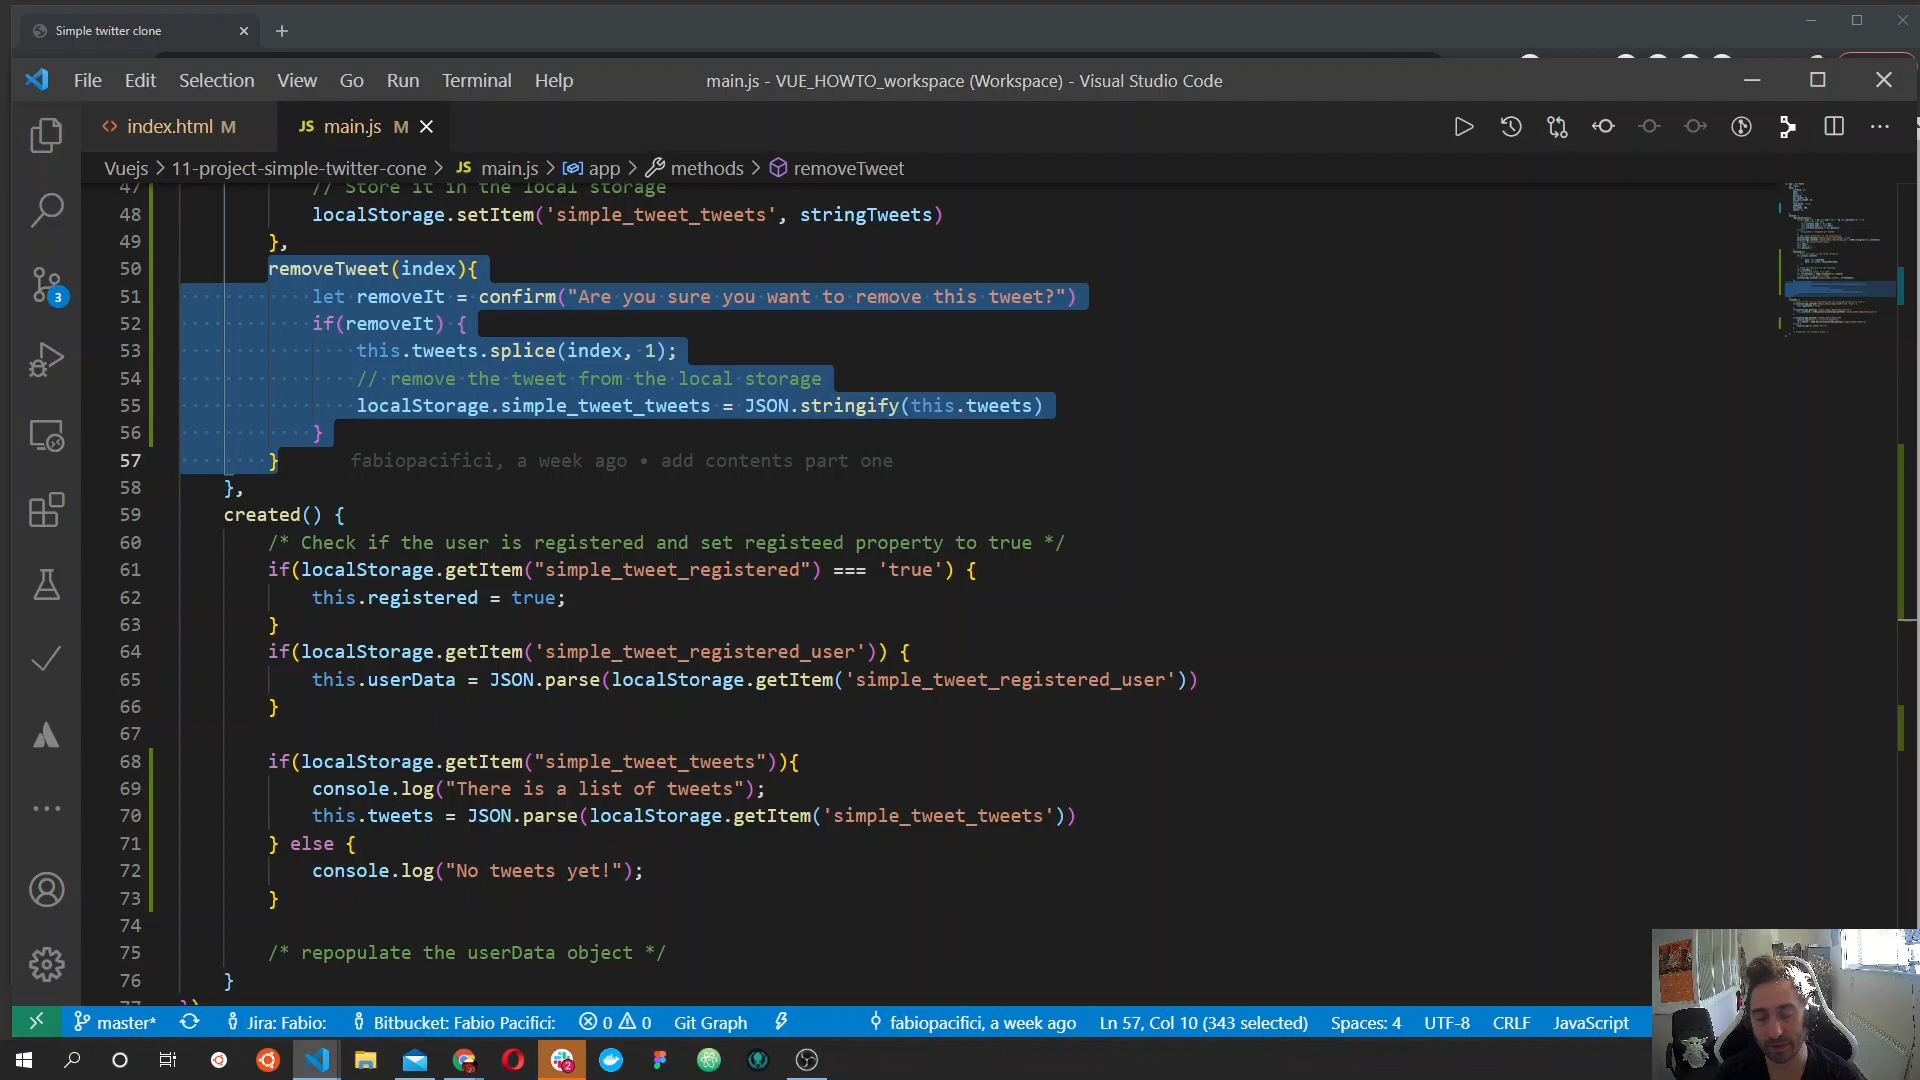 Simple twitter clone
File Edit Selection View Go Run Terminal Help
main.js - VUE_HOWTO_workspace (Workspace) - Visual Studio Code
index.html M
JS main.js M
Vuejs > 11-project-simple-twitter-cone > JS main.js > app > methods > removeTweet
47 // Store it in the local storage
48 localStorage.setItem('simple_tweet_tweets', stringTweets)
49 },
50 removeTweet(index){
51 let removeIt = confirm("Are you sure you want to remove this tweet?")
52 if(removeIt) {
53 this.tweets.splice(index, 1);
54 // remove the tweet from the local storage
55 localStorage.simple_tweet_tweets = JSON.stringify(this.tweets)
56 }
57 } fabiopacifici, a week ago • add contents part one
58 },
59 created() {
60 /* Check if the user is registered and set registeed property to true */
61 if(localStorage.getItem("simple_tweet_registered") === 'true') {
62 this.registered = true;
63 }
64 if(localStorage.getItem('simple_tweet_registered_user')) {
65 this.userData = JSON.parse(localStorage.getItem('simple_tweet_registered_user'))
66 }
67
68 if(localStorage.getItem("simple_tweet_tweets")){
69 console.log("There is a list of tweets");
70 this.tweets = JSON.parse(localStorage.getItem('simple_tweet_tweets'))
71 } else {
72 console.log("No tweets yet!");
73 }
74
75 /* repopulate the userData object */
76 }
77 })
3
master* Jira: Fabio: Bitbucket: Fabio Pacifici: 0 0 Git Graph fabiopacifici, a week ago Ln 57, Col 10 (343 selected) Spaces: 4 UTF-8 CRLF JavaScript
2